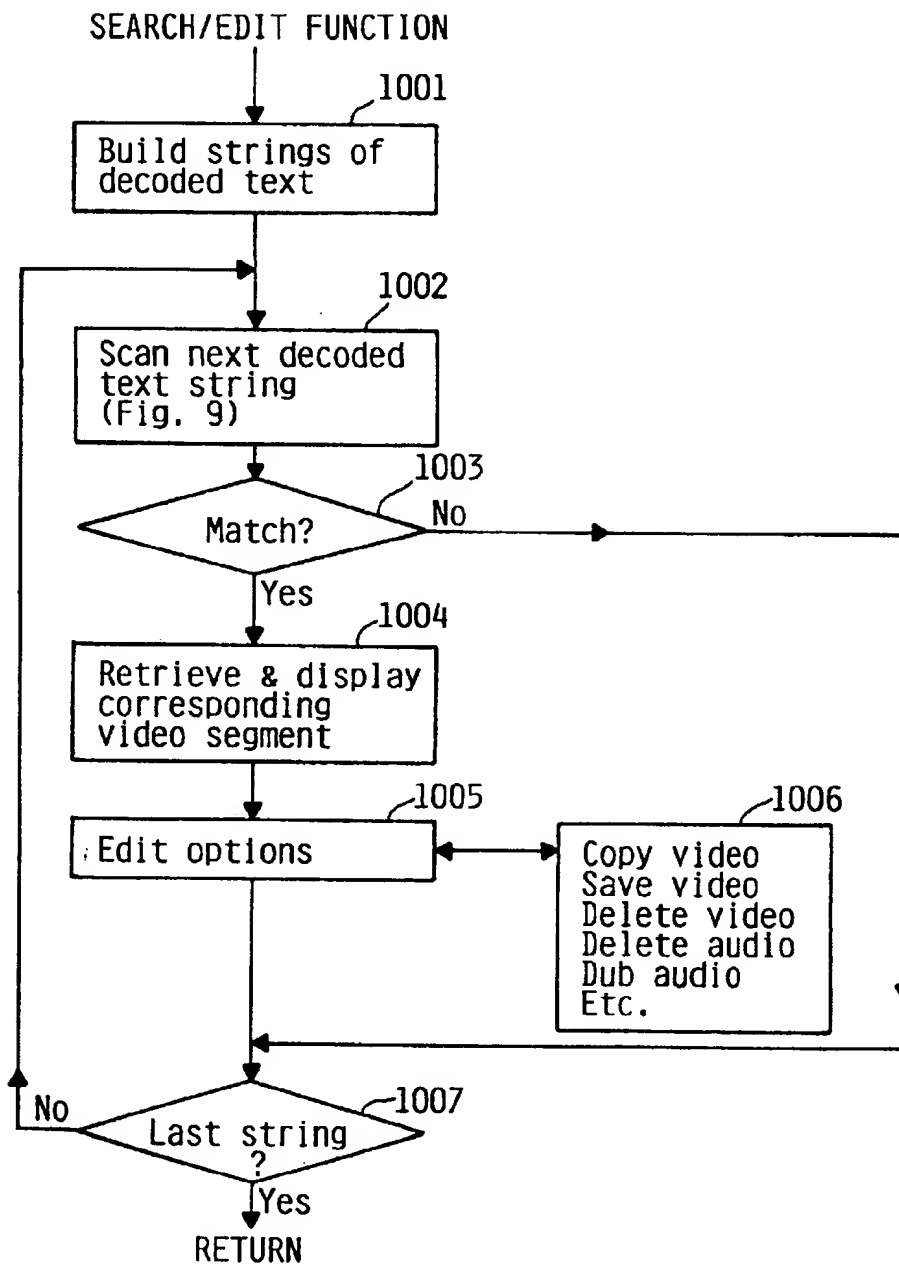 SEARCH/EDIT FUNCTION
1001
Build strings of
decoded text
1002
Scan next decoded
text string
(Fig. 9)
1003
Match?
No
Yes
1004
Retrieve & display
corresponding
video segment
1005
Edit options
1006
Copy video
Save video
Delete video
Delete audio
Dub audio
Etc.
1007
No
Last string
?
Yes
RETURN